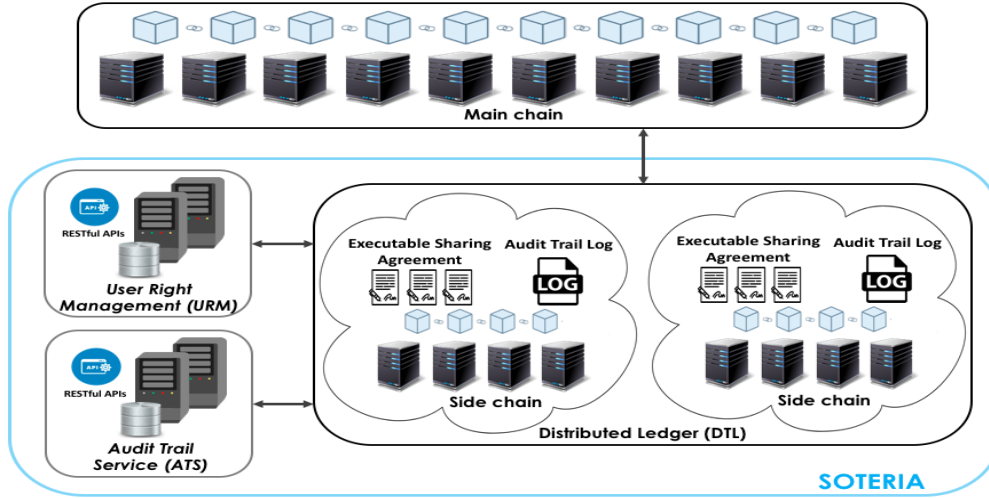 Main chain
API
RESTful APIs
User Right
Management (URM)
API
RESTful APIs
Audit Trail
Service (ATS)
Executable Sharing
Agreement
Audit Trail Log
LOG
Side chain
Executable Sharing
Agreement
Audit Trail Log
LOG
Side chain
Distributed Ledger (DTL)
SOTERIA